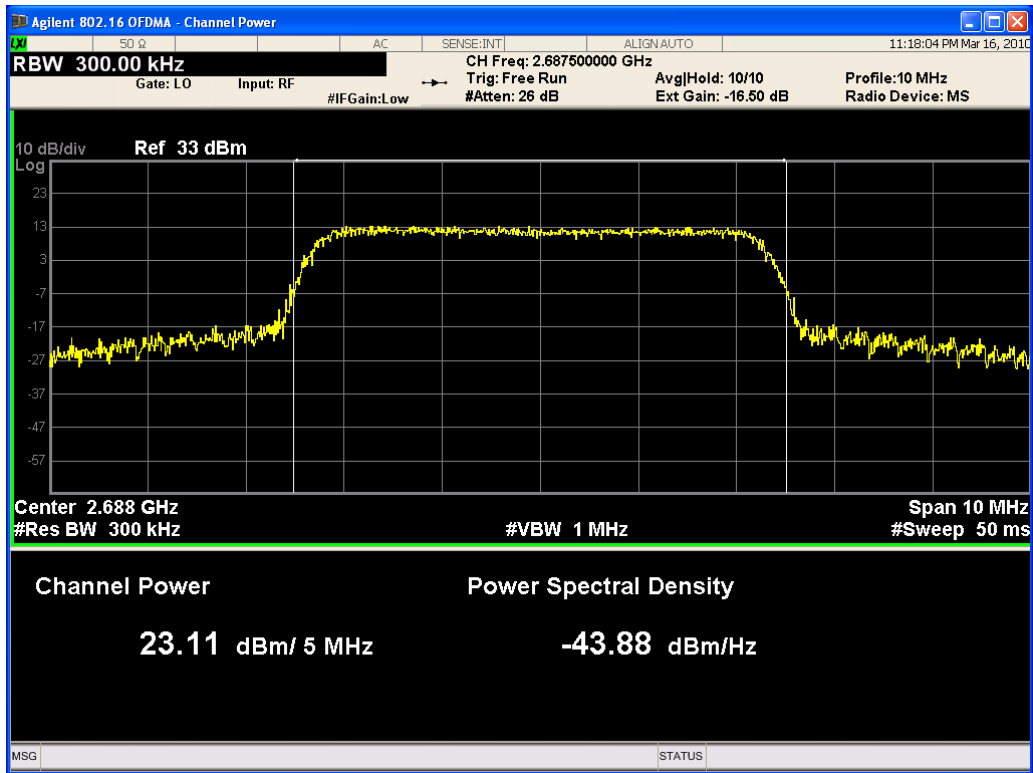 Agilent 802.16 OFDMA - Channel Power
LXI 50 Ω AC SENSE:INT ALIGN AUTO 11:18:04 PM Mar 16, 2010
RBW 300.00 kHz CH Freq: 2.687500000 GHz
Gate: LO Input: RF Trig: Free Run Avg|Hold: 10/10 Profile:10 MHz
#IFGain:Low #Atten: 26 dB Ext Gain: -16.50 dB Radio Device: MS
10 dB/div Ref 33 dBm
Log
23
13
3
-7
-17
-27
-37
-47
-57
Center 2.688 GHz Span 10 MHz
#Res BW 300 kHz #VBW 1 MHz #Sweep 50 ms
Channel Power Power Spectral Density
23.11 dBm/ 5 MHz -43.88 dBm/Hz
MSG STATUS